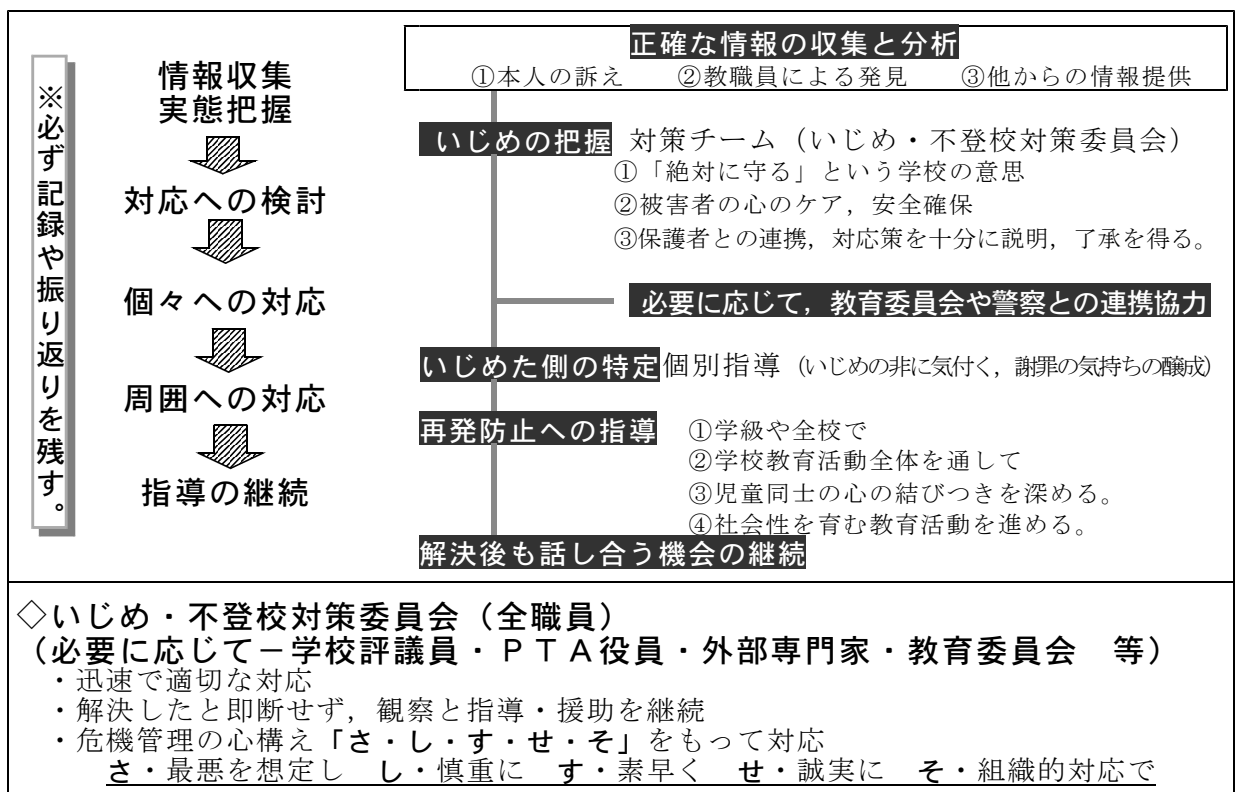 ※必ず記録や振り返りを残す。
情報収集
実態把握
対応への検討
個々への対応
周囲への対応
指導の継続
正確な情報の収集と分析
①本人の訴え ②教職員による発見 ③他からの情報提供
いじめの把握 対策チーム（いじめ・不登校対策委員会）
①「絶対に守る」という学校の意思
②被害者の心のケア，安全確保
③保護者との連携，対応策を十分に説明，了承を得る。
必要に応じて，教育委員会や警察との連携協力
いじめた側の特定 個別指導（いじめの非に気付く，謝罪の気持ちの醸成）
再発防止への指導 ①学級や全校で
②学校教育活動全体を通して
③児童同士の心の結びつきを深める。
④社会性を育む教育活動を進める。
解決後も話し合う機会の継続
◇いじめ・不登校対策委員会（全職員）
（必要に応じて－学校評議員・ＰＴＡ役員・外部専門家・教育委員会　等）
・迅速で適切な対応
・解決したと即断せず，観察と指導・援助を継続
・危機管理の心構え「さ・し・す・せ・そ」をもって対応
さ・最悪を想定し　し・慎重に　す・素早く　せ・誠実に　そ・組織的対応で